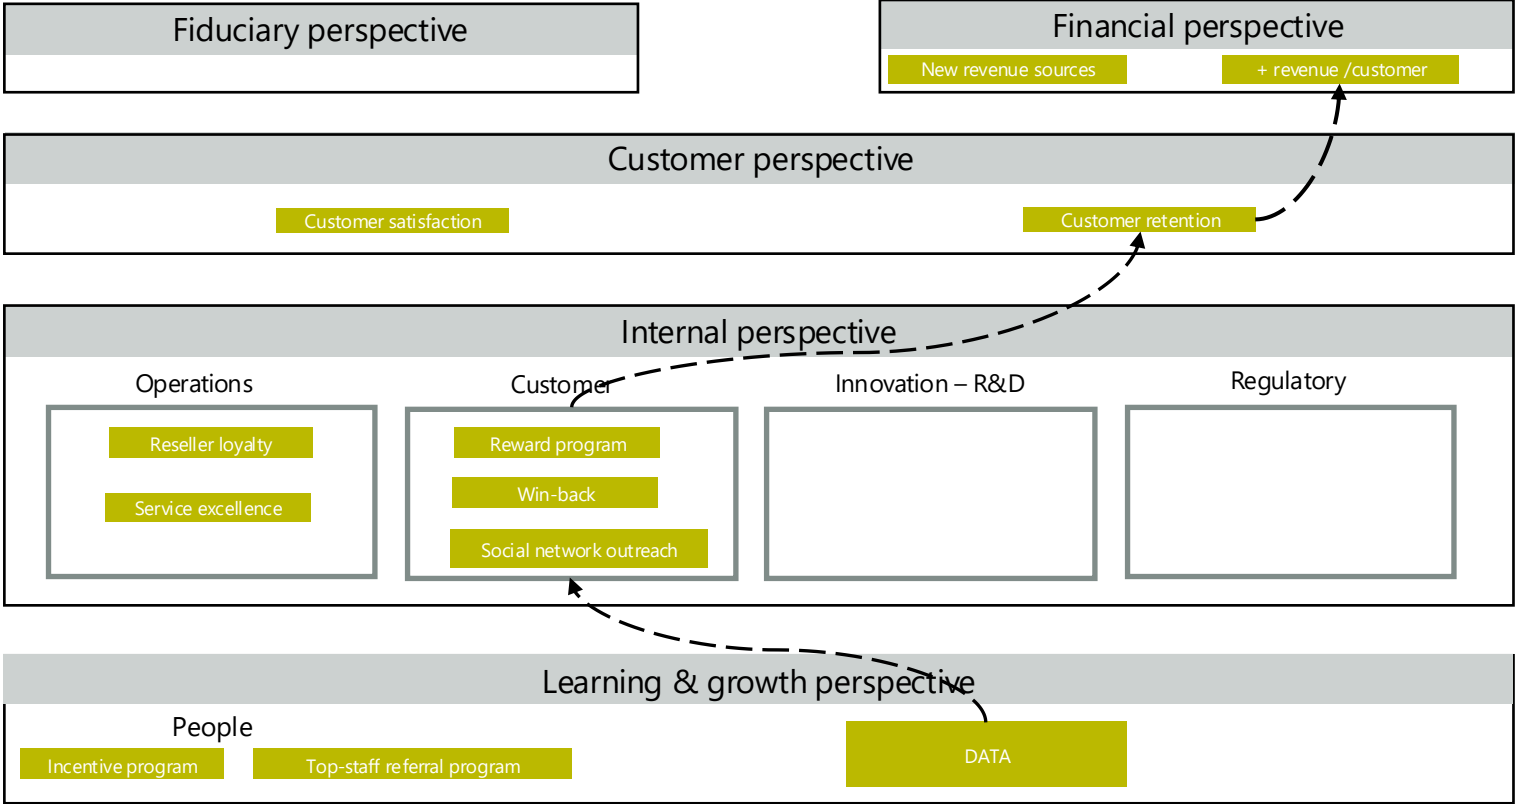 Fiduciary perspective
Financial perspective
New revenue sources
+ revenue /customer
Customer perspective
Customer satisfaction
Customer retention
Internal perspective
Operations
Customer
Innovation – R&D
Regulatory
Reseller loyalty
Service excellence
Reward program
Win-back
Social network outreach
Learning & growth perspective
People
Incentive program
Top-staff referral program
DATA